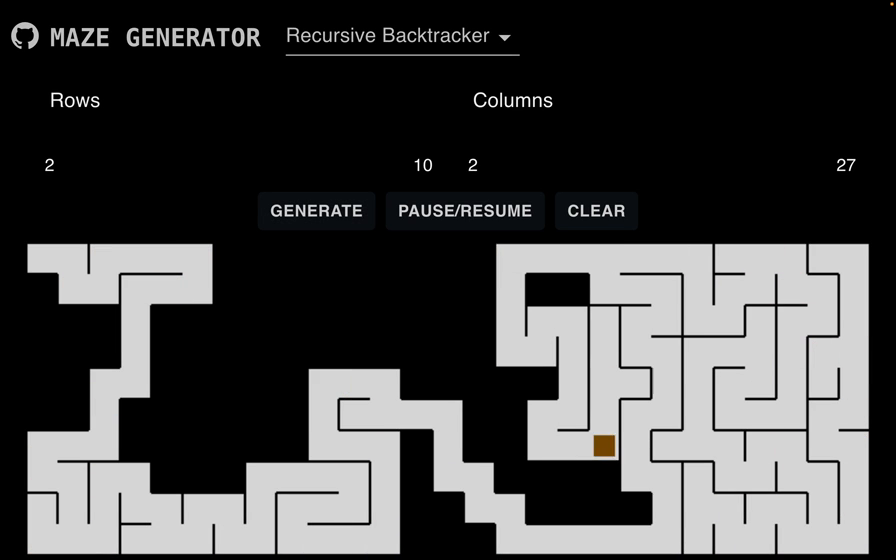 MAZE GENERATOR Recursive Backtracker
Rows Columns
2 10 2 27
GENERATE PAUSE/RESUME CLEAR